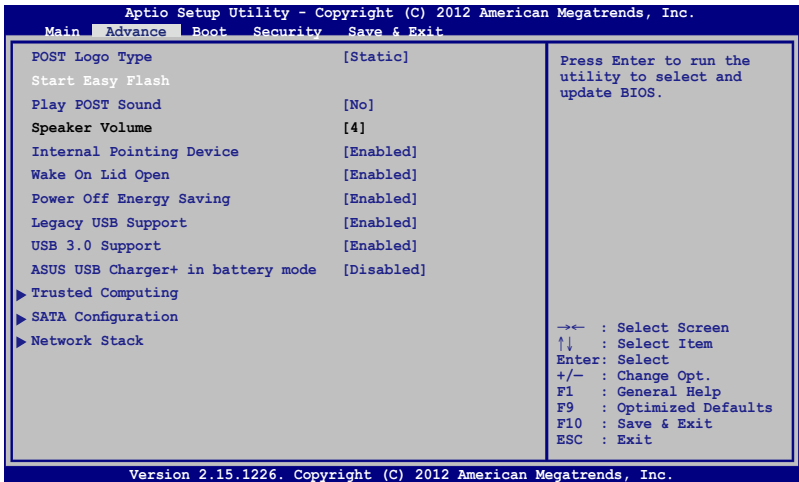 Aptio Setup Utility - Copyright (C) 2012 American Megatrends, Inc.
Main Advance Boot Security Save & Exit
POST Logo Type [Static]
Start Easy Flash
Play POST Sound [No]
Speaker Volume [4]
Internal Pointing Device [Enabled]
Wake On Lid Open [Enabled]
Power Off Energy Saving [Enabled]
Legacy USB Support [Enabled]
USB 3.0 Support [Enabled]
ASUS USB Charger+ in battery mode [Disabled]
Trusted Computing
SATA Configuration
Network Stack
Press Enter to run the
utility to select and
update BIOS.
→← : Select Screen
↑↓ : Select Item
Enter: Select
+/— : Change Opt.
F1 : General Help
F9 : Optimized Defaults
F10 : Save & Exit
ESC : Exit
Version 2.15.1226. Copyright (C) 2012 American Megatrends, Inc.